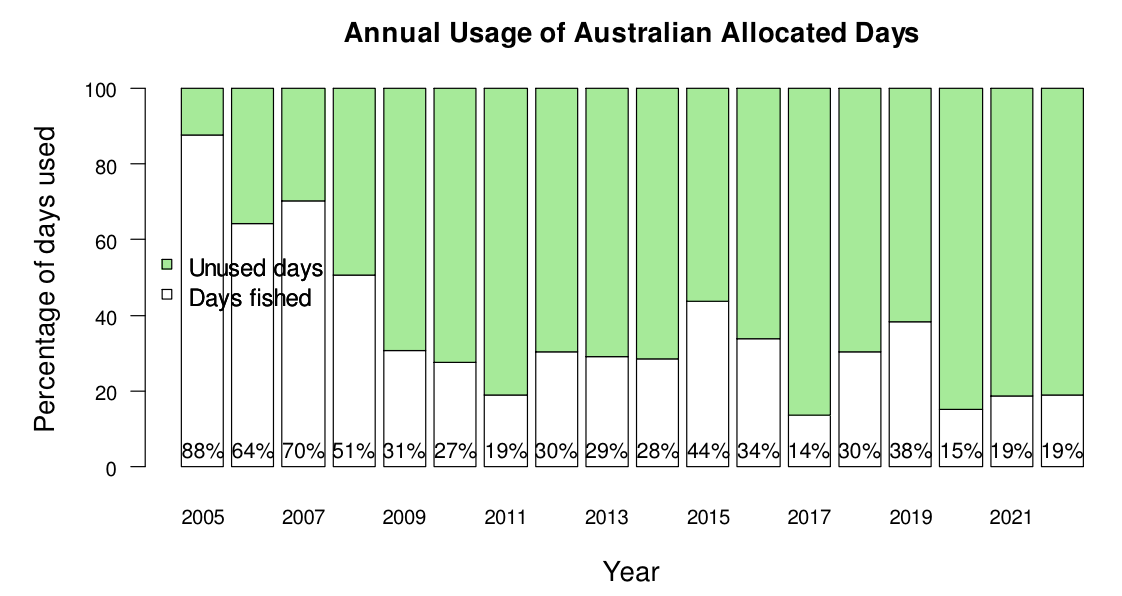 Annual Usage of Australian Allocated Days
Percentage of days used
100
80
60
40
20
0
Unused days
Days fished
88% 64% 70% 51% 31% 27% 19% 30% 29% 28% 44% 34% 14% 30% 38% 15% 19% 19%
2005 2007 2009 2011 2013 2015 2017 2019 2021
Year